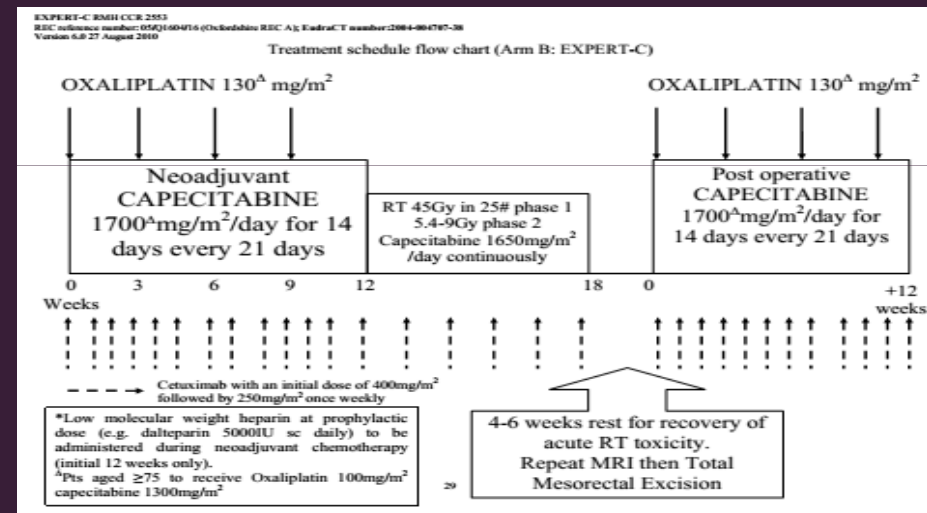 EXPERT-C RMH CCR 2553
REC reference number: 05/Q1604/16 (Oxfordshire REC A); EudraCT number:2004-004707-38
Version 6.0 27 August 2010
Treatment schedule flow chart (Arm B: EXPERT-C)
OXALIPLATIN 130Δ mg/m²
OXALIPLATIN 130Δ mg/m²
Neoadjuvant
CAPECITABINE
1700Δmg/m²/day for 14
days every 21 days
RT 45Gy in 25# phase 1
5.4-9Gy phase 2
Capecitabine 1650mg/m²
/day continuously
Post operative
CAPECITABINE
1700Δmg/m²/day for
14 days every 21 days
0 3 6 9 12 18 0 +12
Weeks
weeks
Cetuximab with an initial dose of 400mg/m²
followed by 250mg/m² once weekly
*Low molecular weight heparin at prophylactic
dose (e.g. dalteparin 5000IU sc daily) to be
administered during neoadjuvant chemotherapy
(initial 12 weeks only).
ΔPts aged ≥75 to receive Oxaliplatin 100mg/m²
capecitabine 1300mg/m²
29
4-6 weeks rest for recovery of
acute RT toxicity.
Repeat MRI then Total
Mesorectal Excision